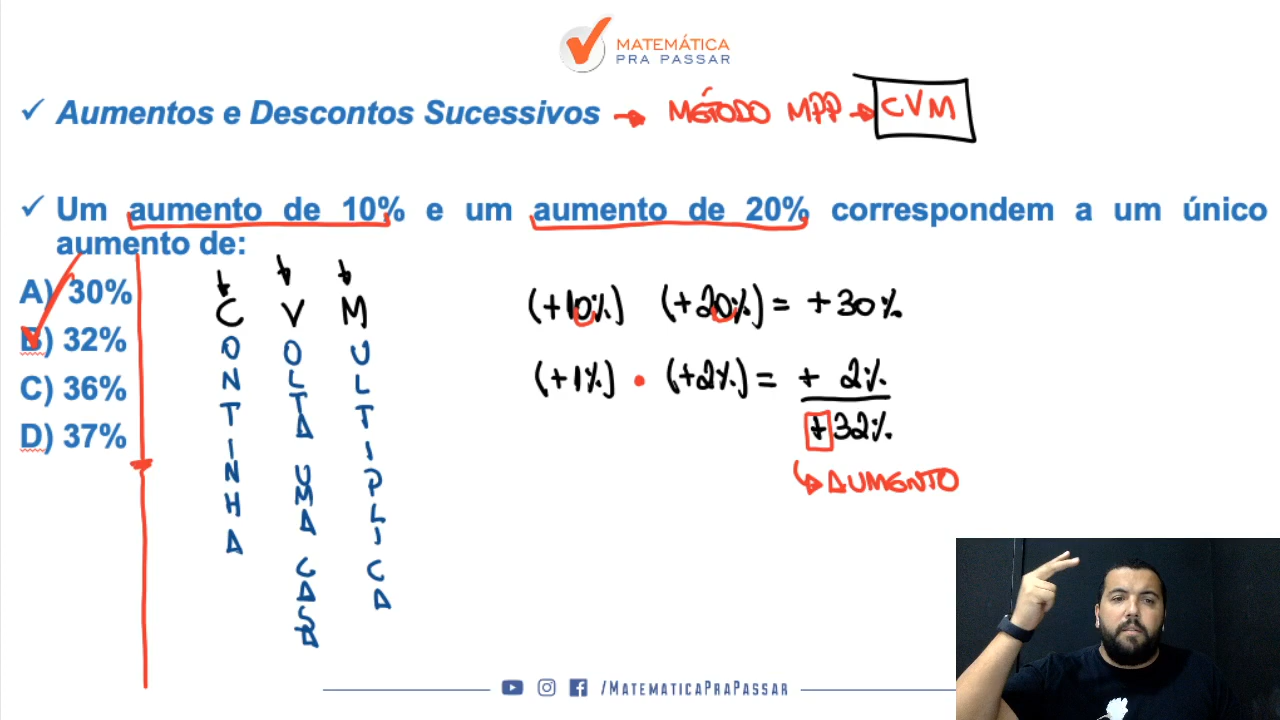 MATEMÁTICA
PRA PASSAR
✓ Aumentos e Descontos Sucessivos → MÉTODO MPP → CVM
✓ Um aumento de 10% e um aumento de 20% correspondem a um único
aumento de:
A) 30%
B) 32%
C) 36%
D) 37%
CONTINHA
VOLTA UMA CASA
MULTIPLICA
(+10%) (+20%) = +30%
(+1%) • (+2%) = + 2%
+32%
AUMENTO
/MATEMATICAPRAPASSAR